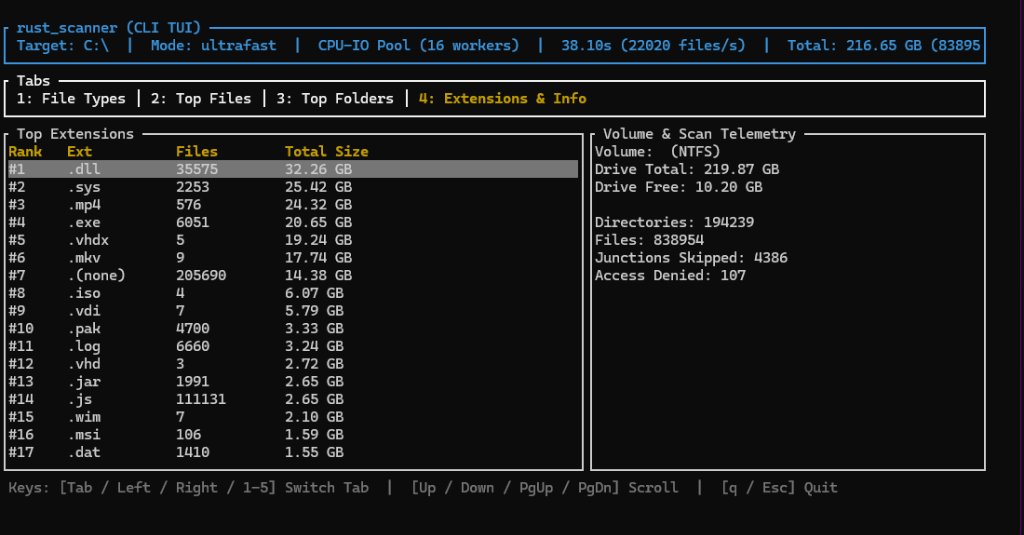 rust_scanner (CLI TUI)
Target: C:\ | Mode: ultrafast | CPU-IO Pool (16 workers) | 38.10s (22020 files/s) | Total: 216.65 GB (83895
Tabs
1: File Types | 2: Top Files | 3: Top Folders | 4: Extensions & Info
Top Extensions
Rank Ext Files Total Size
#1 .dll 35575 32.26 GB
#2 .sys 2253 25.42 GB
#3 .mp4 576 24.32 GB
#4 .exe 6051 20.65 GB
#5 .vhdx 5 19.24 GB
#6 .mkv 9 17.74 GB
#7 .(none) 205690 14.38 GB
#8 .iso 4 6.07 GB
#9 .vdi 7 5.79 GB
#10 .pak 4700 3.33 GB
#11 .log 6660 3.24 GB
#12 .vhd 3 2.72 GB
#13 .jar 1991 2.65 GB
#14 .js 111131 2.65 GB
#15 .wim 7 2.10 GB
#16 .msi 106 1.59 GB
#17 .dat 1410 1.55 GB
Volume & Scan Telemetry
Volume: (NTFS)
Drive Total: 219.87 GB
Drive Free: 10.20 GB
Directories: 194239
Files: 838954
Junctions Skipped: 4386
Access Denied: 107
Keys: [Tab / Left / Right / 1-5] Switch Tab | [Up / Down / PgUp / PgDn] Scroll | [q / Esc] Quit